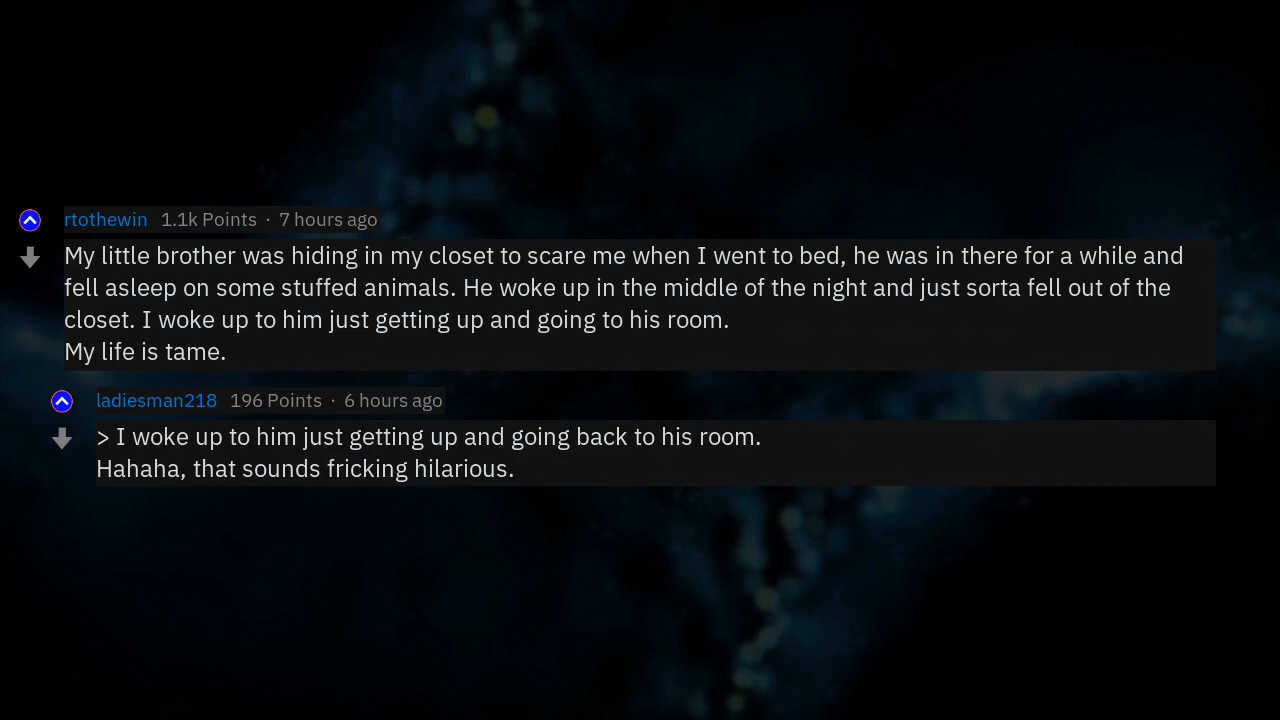 rtothewin 1.1k Points · 7 hours ago
My little brother was hiding in my closet to scare me when I went to bed, he was in there for a while and
fell asleep on some stuffed animals. He woke up in the middle of the night and just sorta fell out of the
closet. I woke up to him just getting up and going to his room.
My life is tame.
ladiesman218 196 Points · 6 hours ago
> I woke up to him just getting up and going back to his room.
Hahaha, that sounds fricking hilarious.